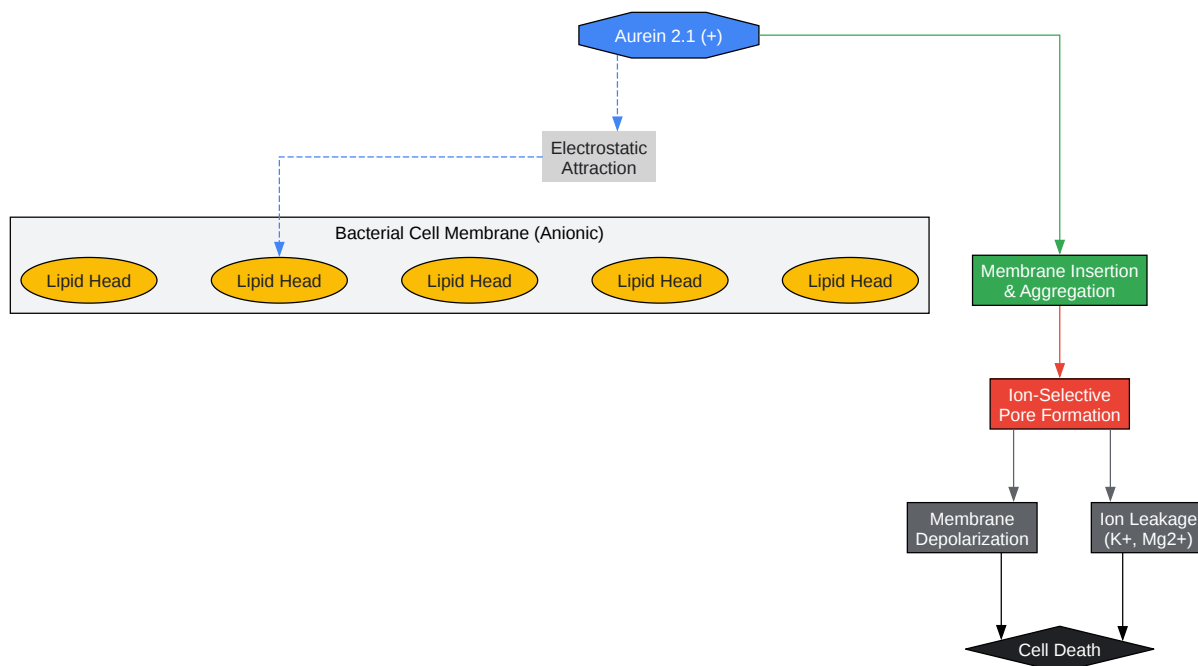 Aurein 2.1 (+)
Electrostatic
Attraction
Bacterial Cell Membrane (Anionic)
Lipid Head
Lipid Head
Lipid Head
Lipid Head
Lipid Head
Membrane Insertion
& Aggregation
Ion-Selective
Pore Formation
Membrane
Depolarization
Ion Leakage
(K+, Mg2+)
Cell Death